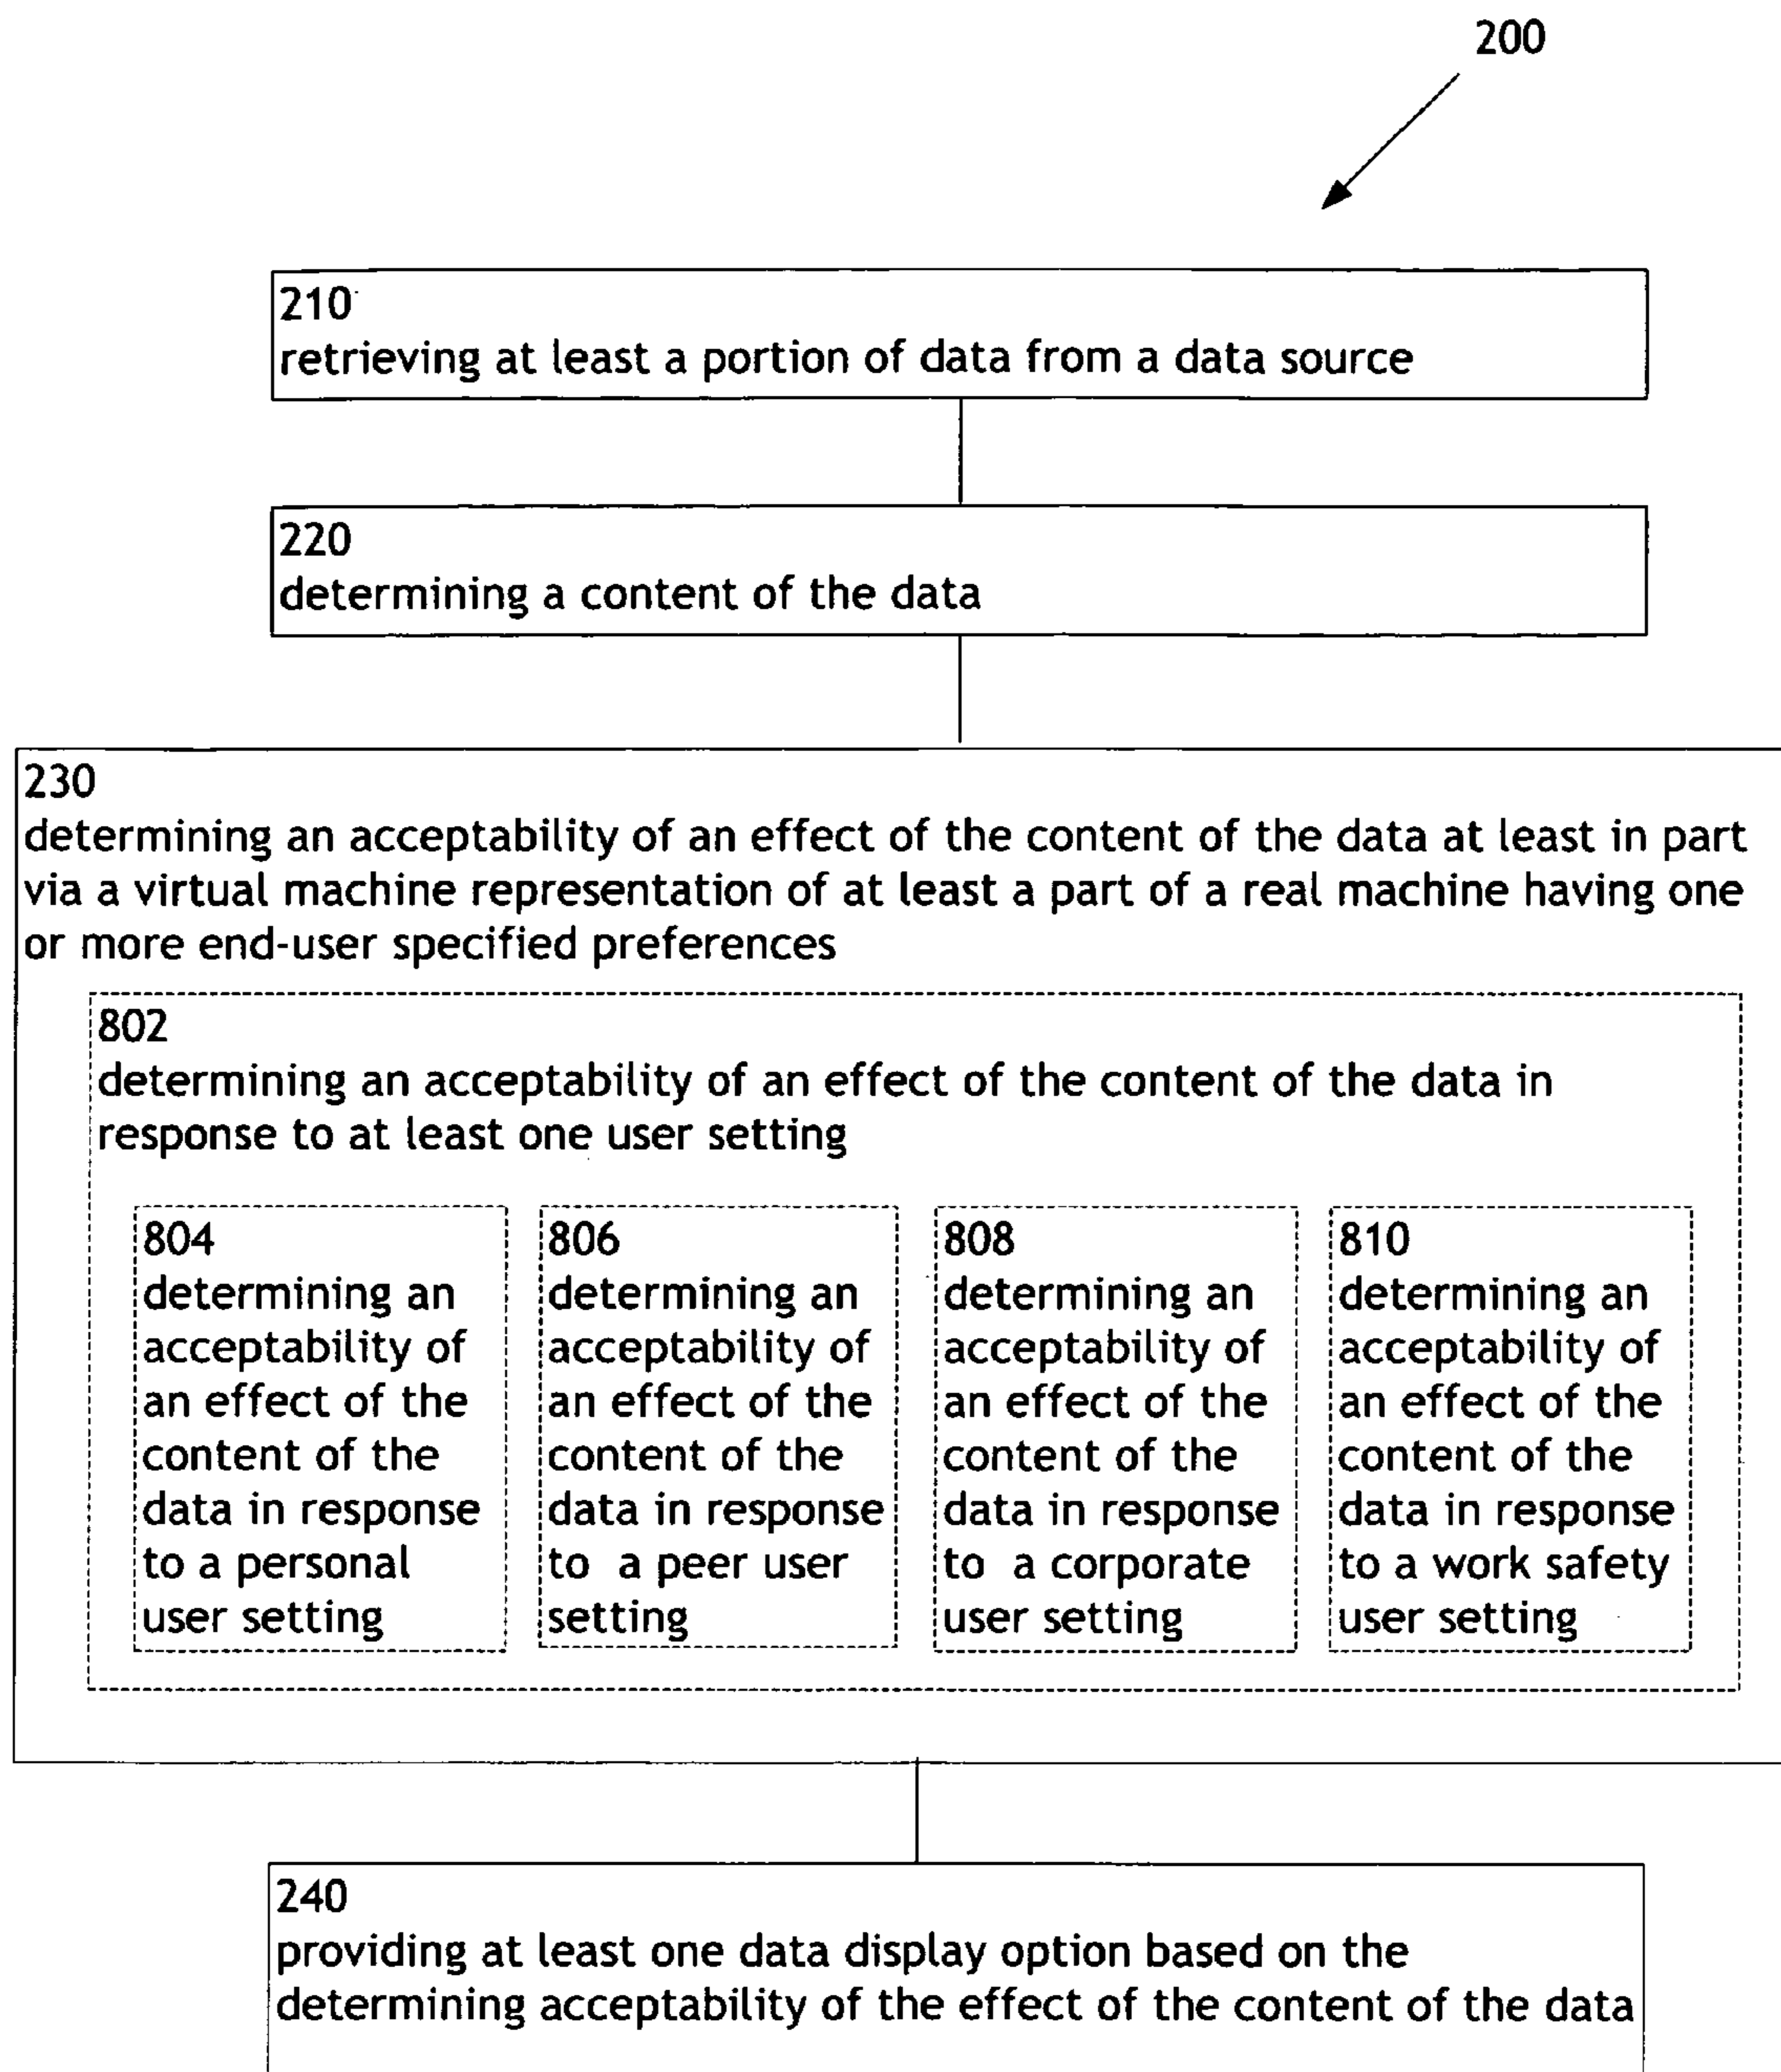 200
210
retrieving at least a portion of data from a data source
220
determining a content of the data
230
determining an acceptability of an effect of the content of the data at least in part
via a virtual machine representation of at least a part of a real machine having one
or more end-user specified preferences
802
determining an acceptability of an effect of the content of the data in
response to at least one user setting
804
determining an
acceptability of
an effect of the
content of the
data in response
to a personal
user setting
806
determining an
acceptability of
an effect of the
content of the
data in response
to a peer user
setting
808
determining an
acceptability of
an effect of the
content of the
data in response
to a corporate
user setting
810
determining an
acceptability of
an effect of the
content of the
data in response
to a work safety
user setting
240
providing at least one data display option based on the
determining acceptability of the effect of the content of the data